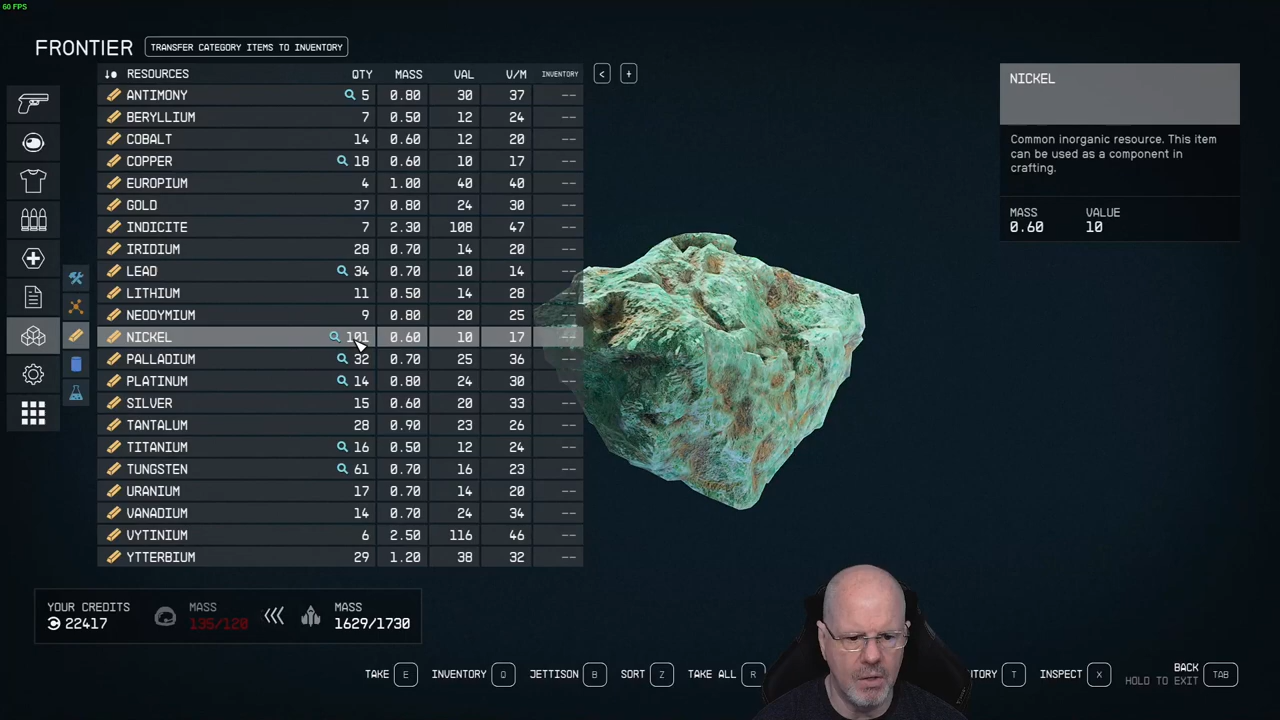 60 FPS
FRONTIER TRANSFER CATEGORY ITEMS TO INVENTORY
RESOURCES QTY MASS VAL V/M INVENTORY < +
ANTIMONY 5 0.80 30 37 --
BERYLLIUM 7 0.50 12 24 --
COBALT 14 0.60 12 20 --
COPPER 18 0.60 10 17 --
EUROPIUM 4 1.00 40 40 --
GOLD 37 0.80 24 30 --
INDICITE 7 2.30 108 47 --
IRIDIUM 28 0.70 14 20 --
LEAD 34 0.70 10 14 --
LITHIUM 11 0.50 14 28 --
NEODYMIUM 9 0.80 20 25 --
NICKEL 101 0.60 10 17 --
PALLADIUM 32 0.70 25 36 --
PLATINUM 14 0.80 24 30 --
SILVER 15 0.60 20 33 --
TANTALUM 28 0.90 23 26 --
TITANIUM 16 0.50 12 24 --
TUNGSTEN 61 0.70 16 23 --
URANIUM 17 0.70 14 20 --
VANADIUM 14 0.70 24 34 --
VYTINIUM 6 2.50 116 46 --
YTTERBIUM 29 1.20 38 32 --
NICKEL
Common inorganic resource. This item
can be used as a component in
crafting.
MASS VALUE
0.60 10
YOUR CREDITS MASS MASS
22417 135/120 1629/1730
TAKE E INVENTORY Q JETTISON B SORT Z TAKE ALL R TORY T INSPECT X BACK TAB
HOLD TO EXIT